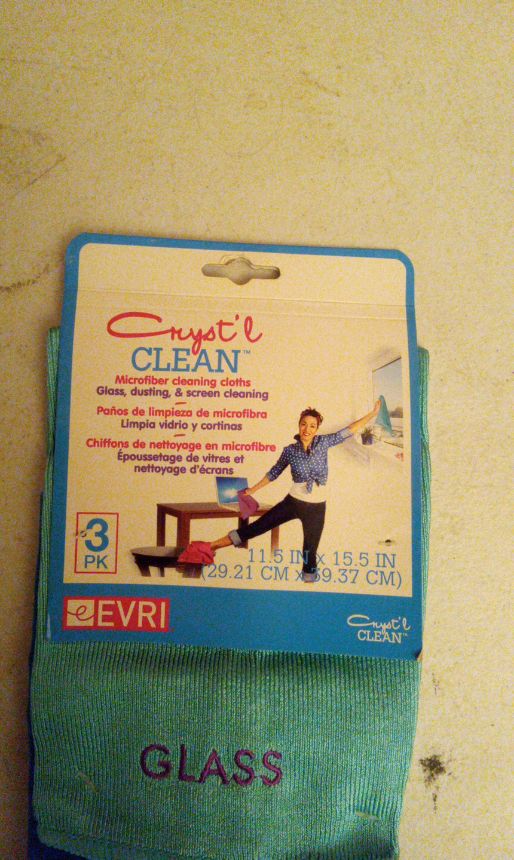 Cryst'l
CLEAN™
Microfiber cleaning cloths
Glass, dusting, & screen cleaning
Paños de limpieza de microfibra
Limpia vidrio y cortinas
Chiffons de nettoyage en microfibre
Époussetage de vitres et
nettoyage d'écrans
3
PK
11.5 IN x 15.5 IN
(29.21 CM x 39.37 CM)
e EVRI
Cryst'l
CLEAN™
GLASS